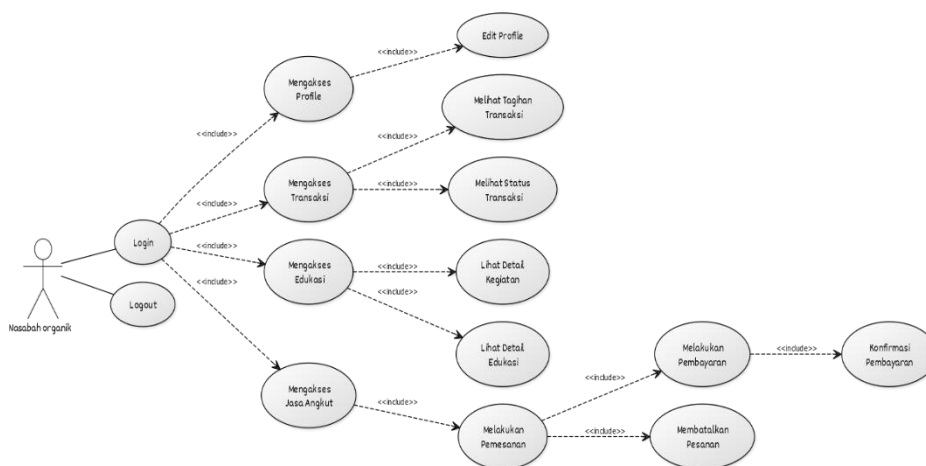 Edit Profile
<<include>>
Mengakses
Profile
Melihat Tagihan
Transaksi
<<include>>
<<include>>
Mengakses
Transaksi
<<include>>
Melihat Status
Transaksi
<<include>>
Login
<<include>>
Mengakses
Edukasi
<<include>>
Lihat Detail
Kegiatan
<<include>>
Logout
Nasabah organik
Lihat Detail
Edukasi
Melakukan
Pembayaran
<<include>>
Konfirmasi
Pembayaran
<<include>>
<<include>>
Mengakses
Jasa Angkut
<<include>>
Melakukan
Pemesanan
<<include>>
Membatalkan
Pesanan